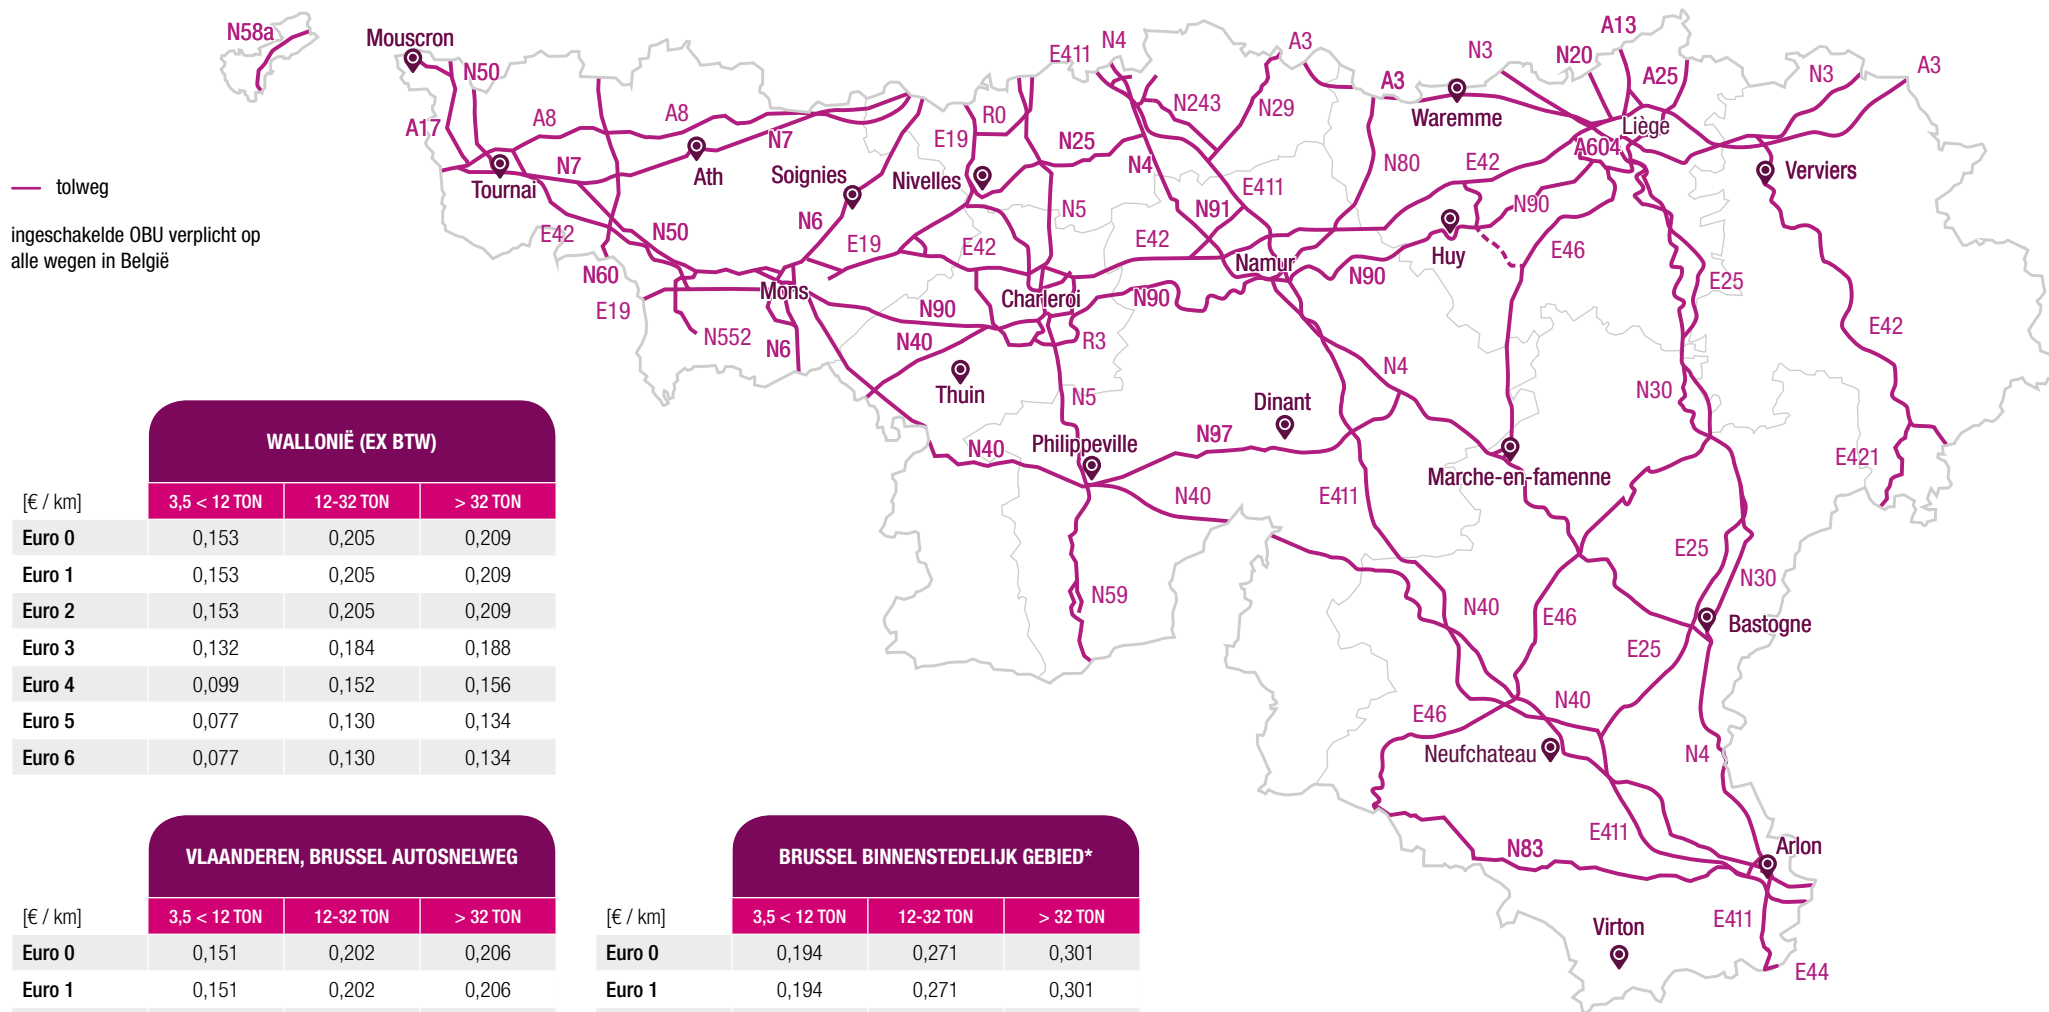 N58a
Mouscron
N50
A17
A8
A8
N7
N7
Tournai
Ath
Soignies
Nivelles
E19
R0
N25
E411
N4
N243
N29
A3
A3
N3
N20
A13
A25
N3
A3
Waremme
Liège
A604
Verviers
N4
E411
N91
N80
E42
N90
Huy
E46
E25
E42
N5
N6
E19
E42
E42
E42
N50
N60
E19
Mons
N552
N6
N90
N40
Charleroi
N90
Namur
N90
R3
Thuin
N5
N40
Philippeville
N97
Dinant
N4
N40
E411
Marche-en-famenne
N30
E421
E25
N30
N59
N40
E46
E25
Bastogne
E46
N40
Neufchateau
N4
E411
N83
Arlon
E411
Virton
E44
tolweg
ingeschakelde OBU verplicht op
alle wegen in België
WALLONIË (EX BTW)
[€ / km] 3,5 < 12 TON 12-32 TON > 32 TON
Euro 0 0,153 0,205 0,209
Euro 1 0,153 0,205 0,209
Euro 2 0,153 0,205 0,209
Euro 3 0,132 0,184 0,188
Euro 4 0,099 0,152 0,156
Euro 5 0,077 0,130 0,134
Euro 6 0,077 0,130 0,134
VLAANDEREN, BRUSSEL AUTOSNELWEG
[€ / km] 3,5 < 12 TON 12-32 TON > 32 TON
Euro 0 0,151 0,202 0,206
Euro 1 0,151 0,202 0,206
BRUSSEL BINNENSTEDELIJK GEBIED*
[€ / km] 3,5 < 12 TON 12-32 TON > 32 TON
Euro 0 0,194 0,271 0,301
Euro 1 0,194 0,271 0,301